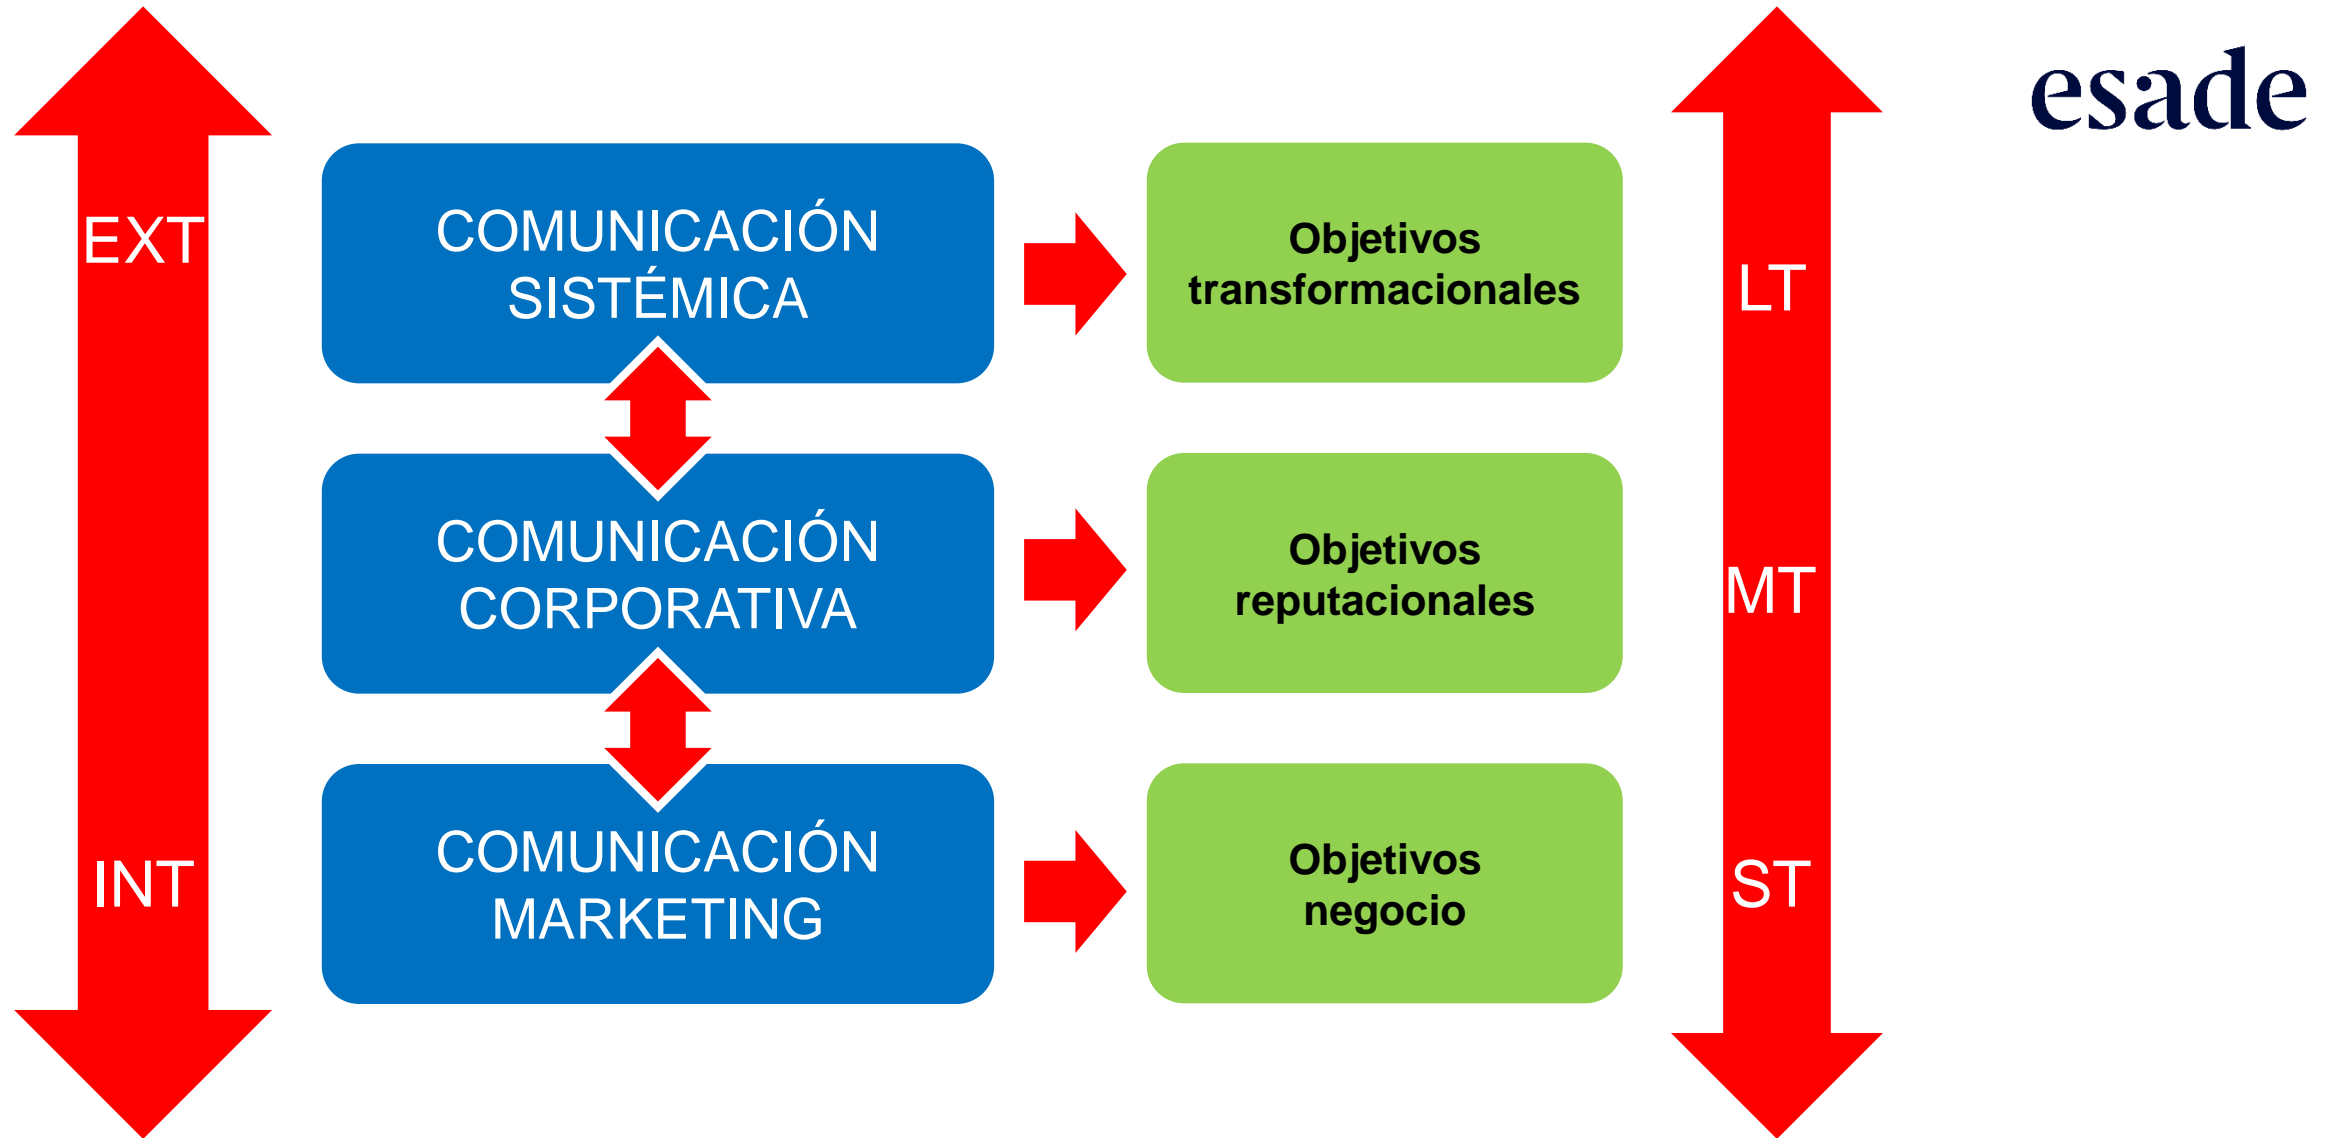 esade
EXT
COMUNICACIÓN
SISTÉMICA
Objetivos
transformacionales
LT
COMUNICACIÓN
CORPORATIVA
Objetivos
reputacionales
MT
INT
COMUNICACIÓN
MARKETING
Objetivos
negocio
ST